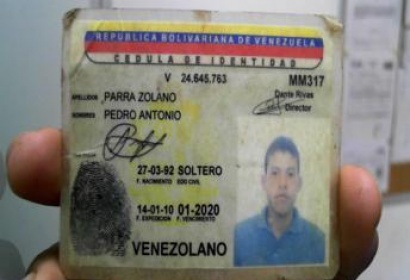 REPUBLICA BOLIVARIANA DE VENEZUELA
CEDULA DE IDENTIDAD
V 24.645.763 MM317
APELLIDOS PARRA ZOLANO Dante Rivas
NOMBRES PEDRO ANTONIO Director
27-03-92 SOLTERO
F. NACIMIENTO EDO CIVIL
14-01-10 01-2020
F. EXPEDICION F. VENCIMIENTO
VENEZOLANO